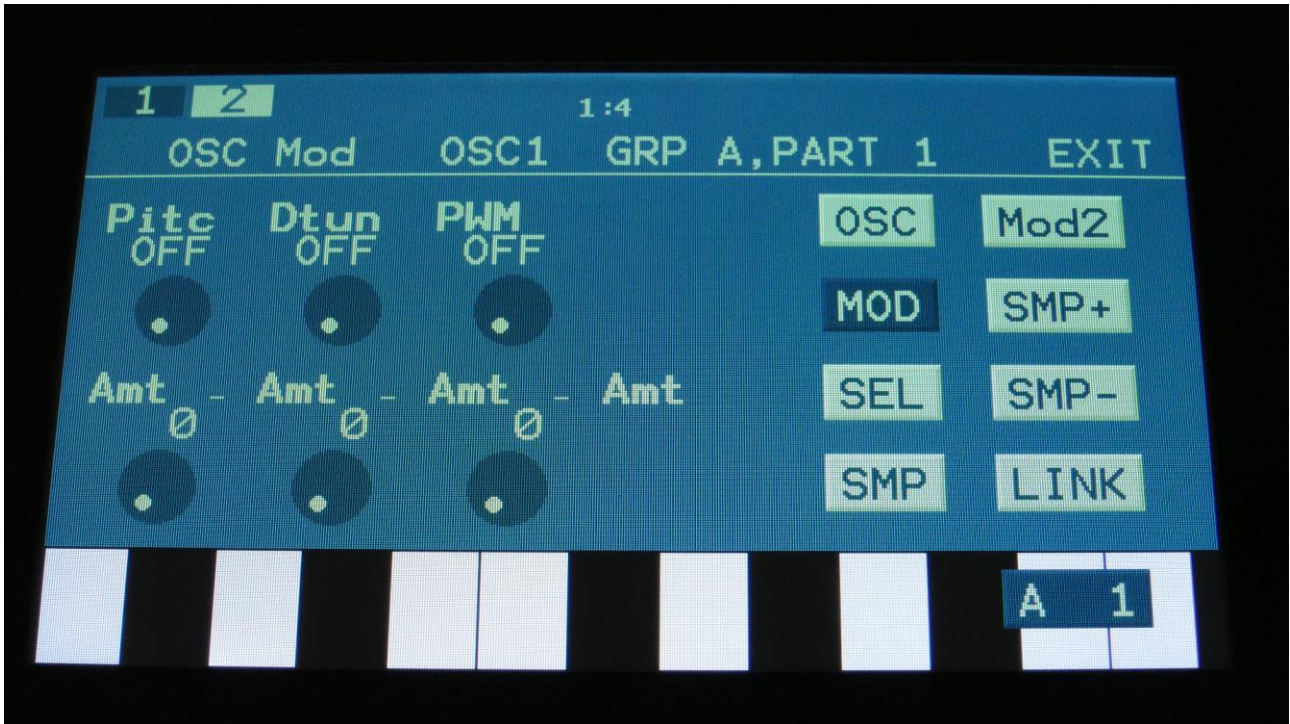 1 2 1:4
OSC Mod OSC1 GRP A,PART 1 EXIT
Pitc Dtun PWM OSC Mod2
OFF OFF OFF
MOD SMP+
Amt - Amt - Amt - Amt SEL SMP-
0 0 0
SMP LINK
A 1